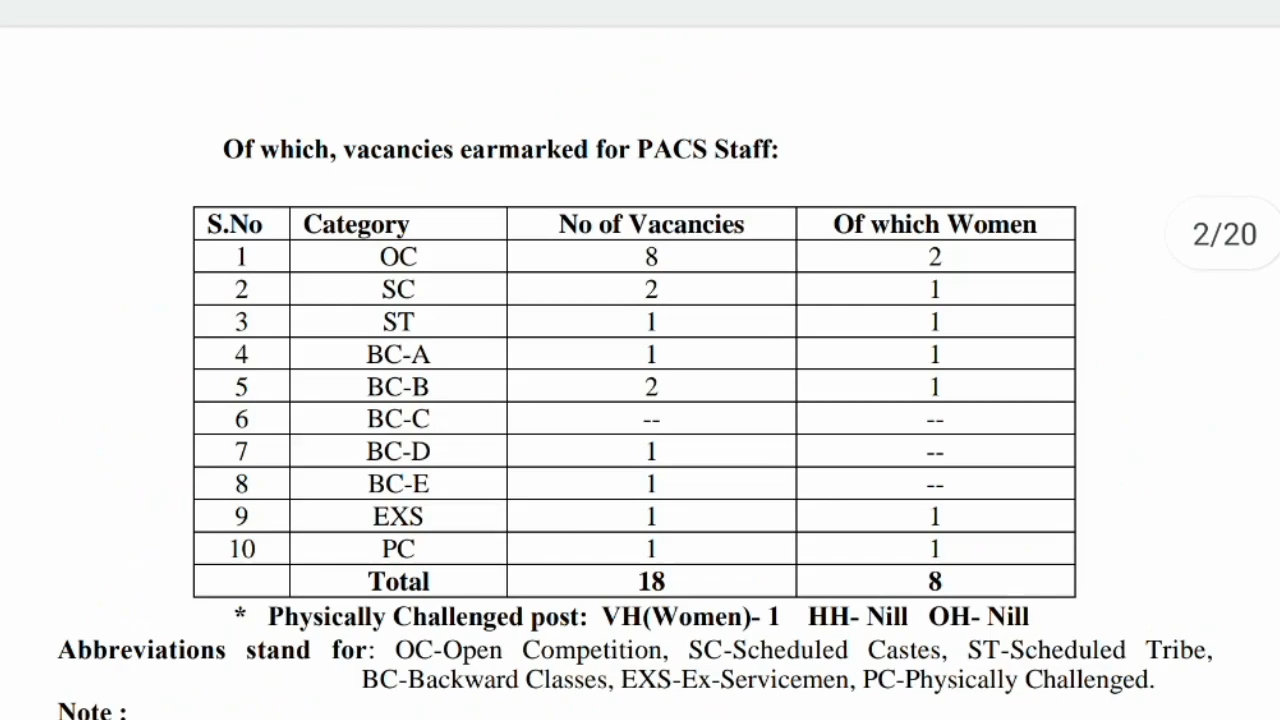 Of which, vacancies earmarked for PACS Staff:
S.No Category No of Vacancies Of which Women
1 OC 8 2
2 SC 2 1
3 ST 1 1
4 BC-A 1 1
5 BC-B 2 1
6 BC-C -- --
7 BC-D 1 --
8 BC-E 1 --
9 EXS 1 1
10 PC 1 1
Total 18 8
* Physically Challenged post: VH(Women)- 1 HH- Nill OH- Nill
Abbreviations stand for: OC-Open Competition, SC-Scheduled Castes, ST-Scheduled Tribe,
BC-Backward Classes, EXS-Ex-Servicemen, PC-Physically Challenged.
Note :
2/20